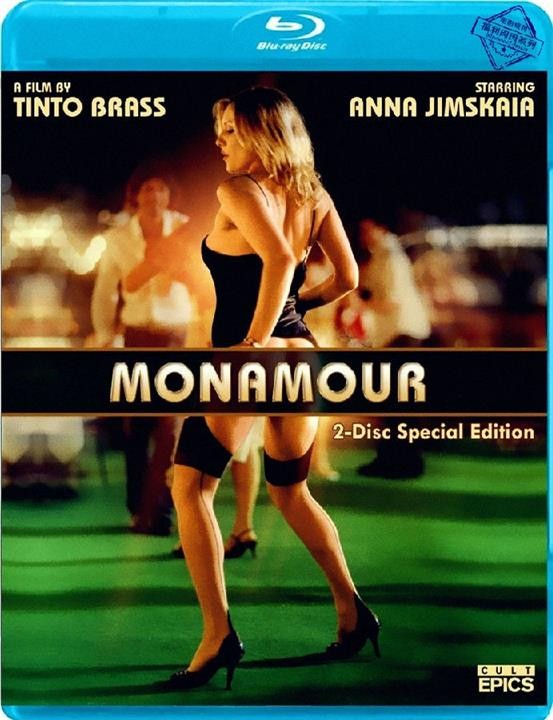 Blu-ray Disc
A FILM BY
TINTO BRASS
STARRING
ANNA JIMSKAIA
MONAMOUR
2-Disc Special Edition
CULT
EPICS